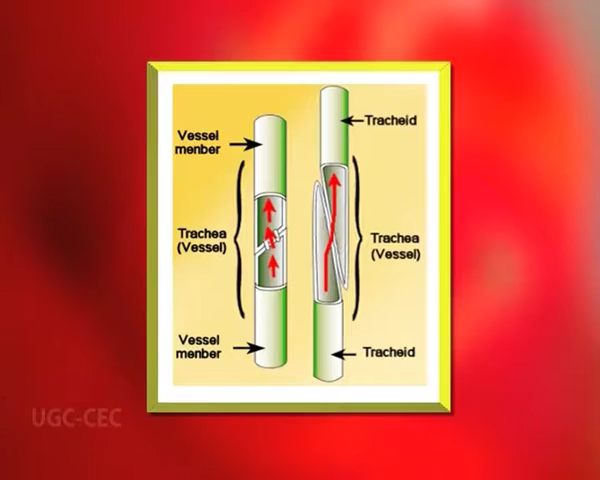 Vessel
menber
Trachea
(Vessel)
Vessel
menber
Tracheid
Trachea
(Vessel)
Tracheid
UGC-CEC